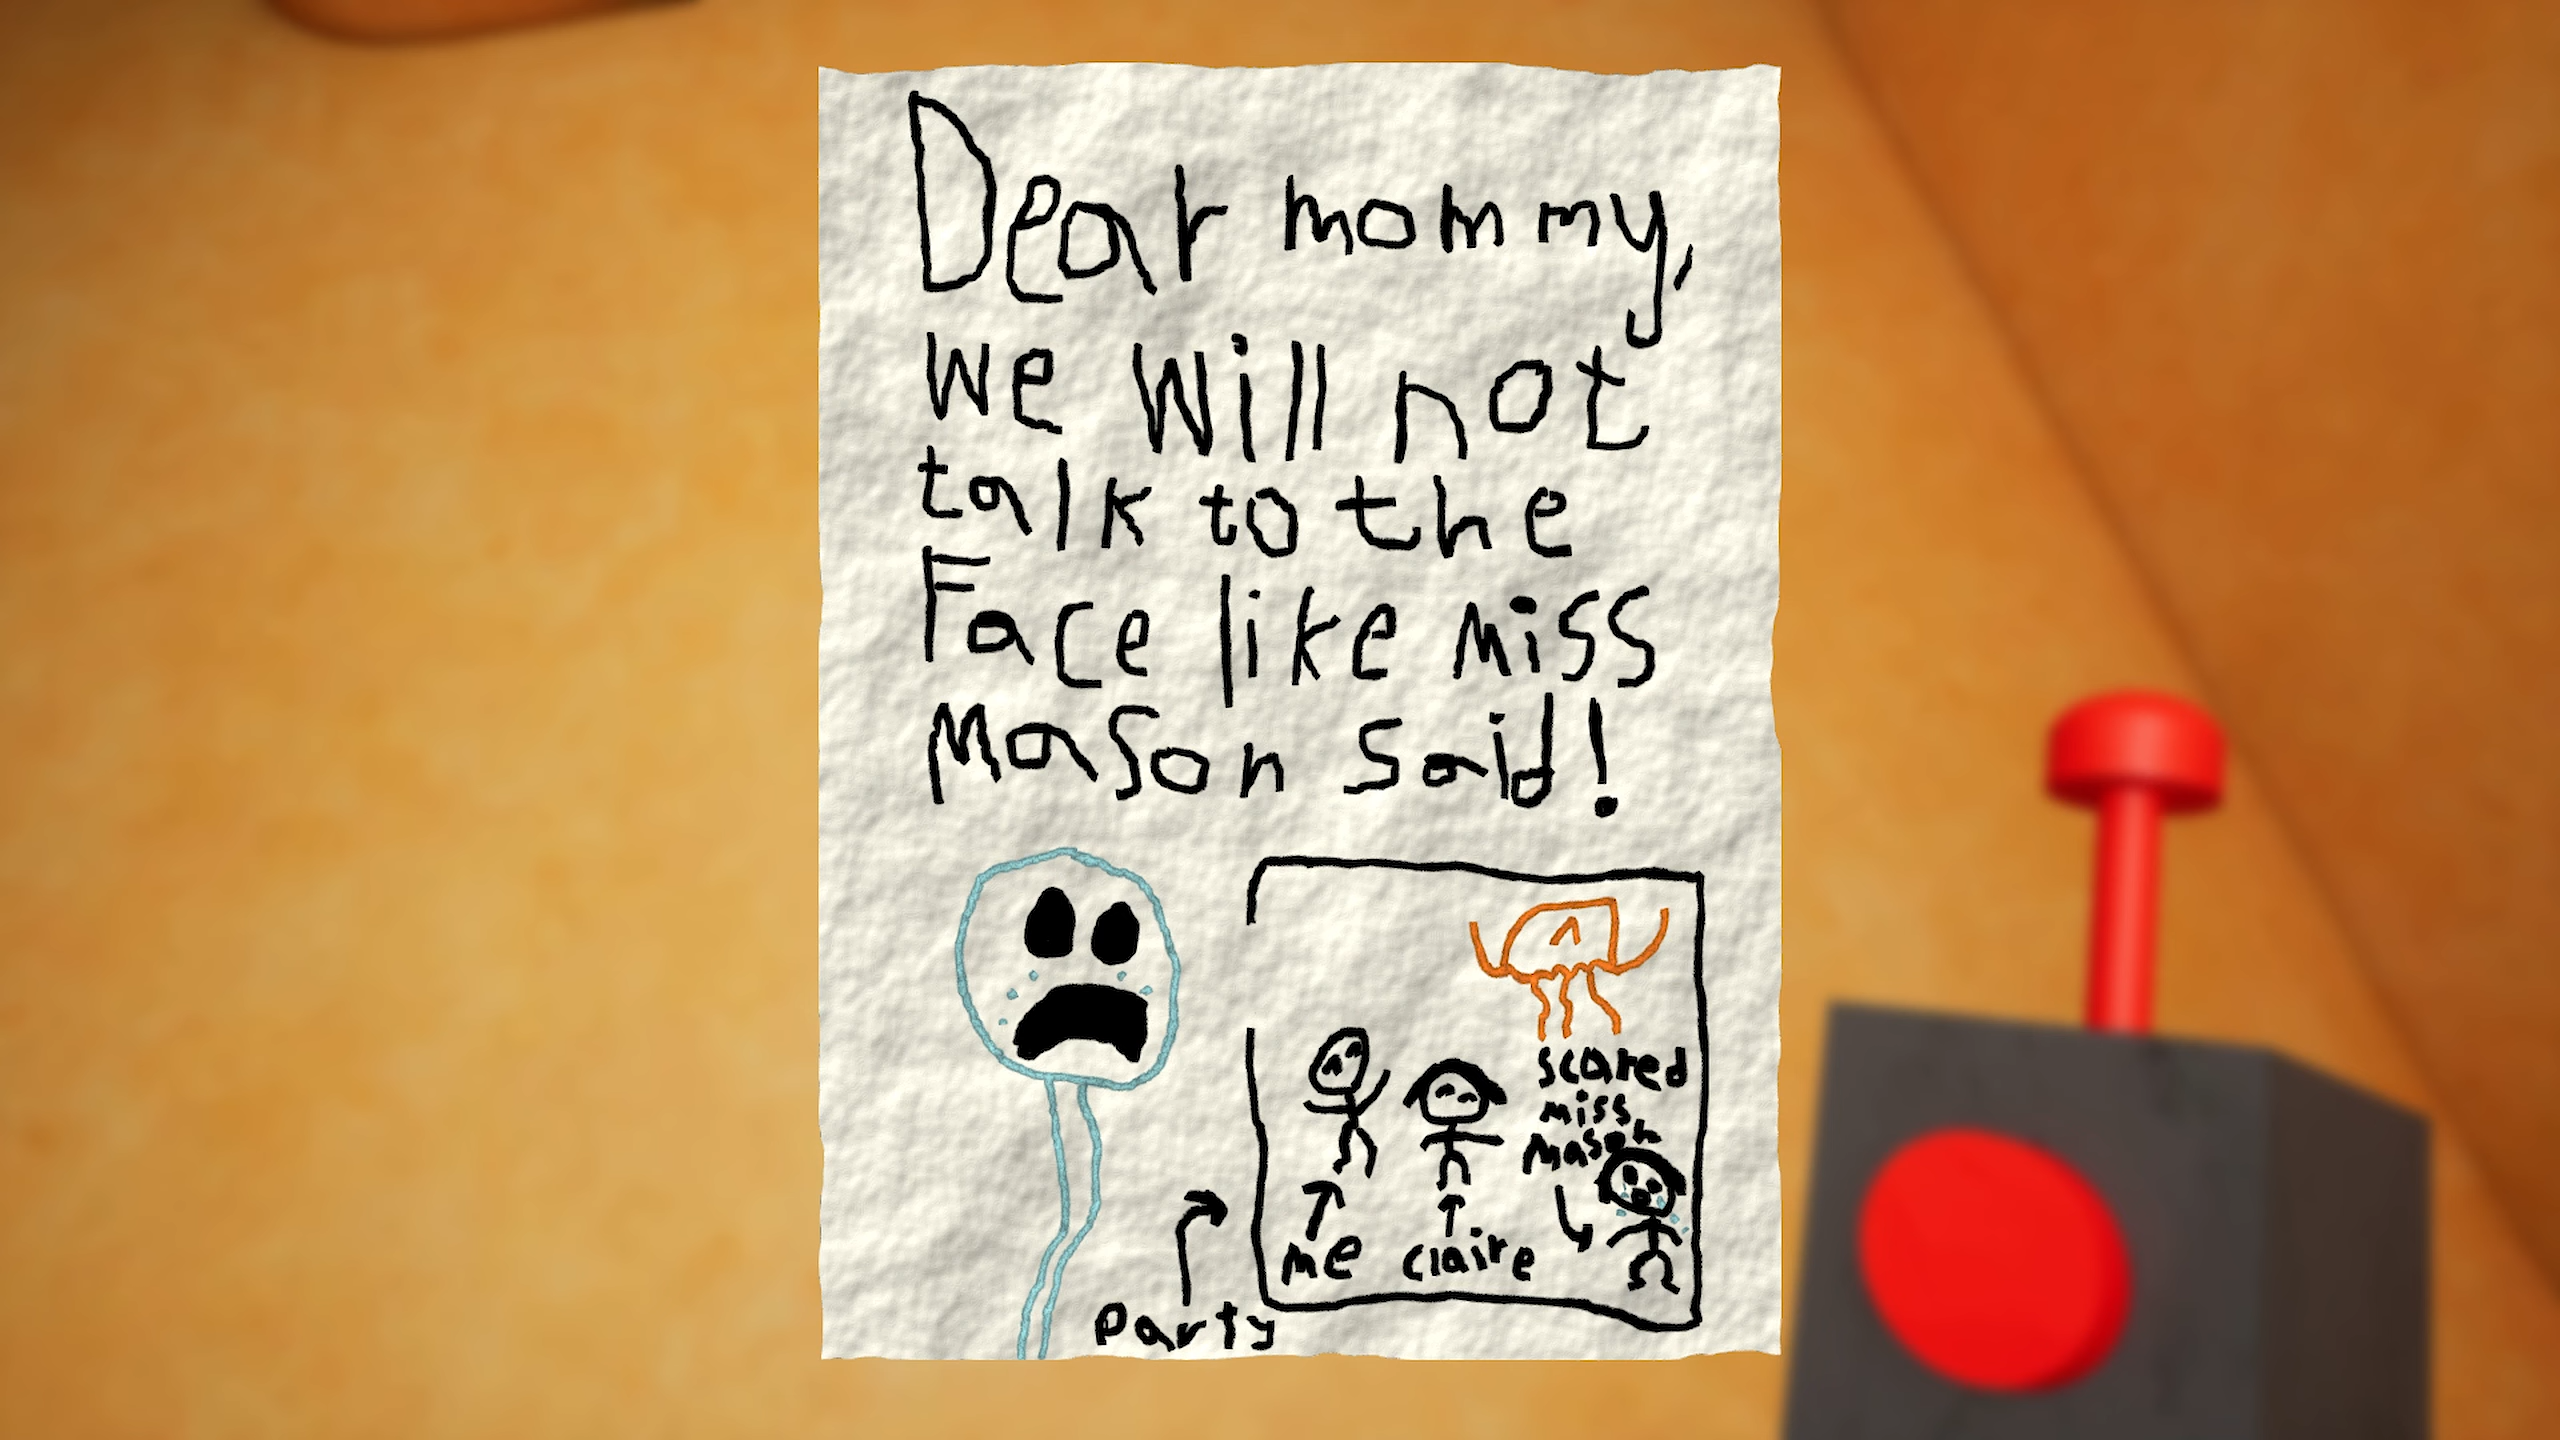 Dear mommy,
we will not
talk to the
Face like miss
mason said!
scared
miss
mason
me
claire
party